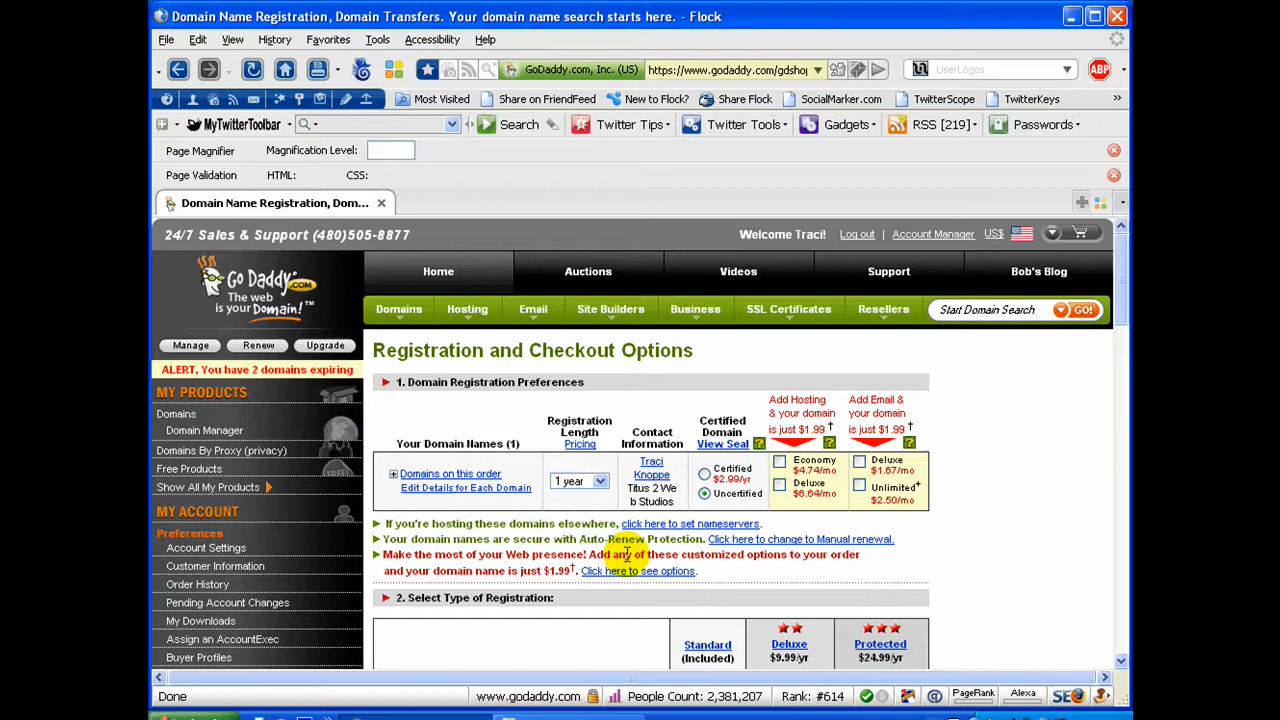 Domain Name Registration, Domain Transfers. Your domain name search starts here. - Flock
File Edit View History Favorites Tools Accessibility Help
GoDaddy.com, Inc. (US) https://www.godaddy.com/gdshop UserLogos ABP
Most Visited Share on FriendFeed New to Flock? Share Flock SocialMarker.com TwitterScope TwitterKeys
MyTwitterToolbar Search Twitter Tips Twitter Tools Gadgets RSS [219] Passwords
Page Magnifier Magnification Level:
Page Validation HTML: CSS:
Domain Name Registration, Dom...
24/7 Sales & Support (480)505-8877 Welcome Traci! Log out | Account Manager US$
Go Daddy.COM
The web
is your Domain!™
Home Auctions Videos Support Bob's Blog
Domains Hosting Email Site Builders Business SSL Certificates Resellers Start Domain Search GO!
Manage Renew Upgrade
ALERT, You have 2 domains expiring
MY PRODUCTS
Domains
Domain Manager
Domains By Proxy (privacy)
Free Products
Show All My Products
MY ACCOUNT
Preferences
Account Settings
Customer Information
Order History
Pending Account Changes
My Downloads
Assign an AccountExec
Buyer Profiles
Registration and Checkout Options
1. Domain Registration Preferences
Your Domain Names (1)
Registration
Length
Pricing
Contact
Information
Certified
Domain
View Seal
Add Hosting
& your domain
is just $1.99 †
Add Email &
your domain
is just $1.99 †
Domains on this order
Edit Details for Each Domain
1 year
Traci
Knoppe
Titus 2 We
b Studios
Certified
$2.99/yr
Uncertified
Economy
$4.74/mo
Deluxe
$6.64/mo
Deluxe
$1.67/mo
Unlimited+
$2.50/mo
If you're hosting these domains elsewhere, click here to set nameservers.
Your domain names are secure with Auto-Renew Protection. Click here to change to Manual renewal.
Make the most of your Web presence! Add any of these customized options to your order
and your domain name is just $1.99†. Click here to see options.
2. Select Type of Registration:
Standard
(Included)
Deluxe
$9.99/yr
Protected
$24.99/yr
Done www.godaddy.com People Count: 2,381,207 Rank: #614 PageRank Alexa SEO